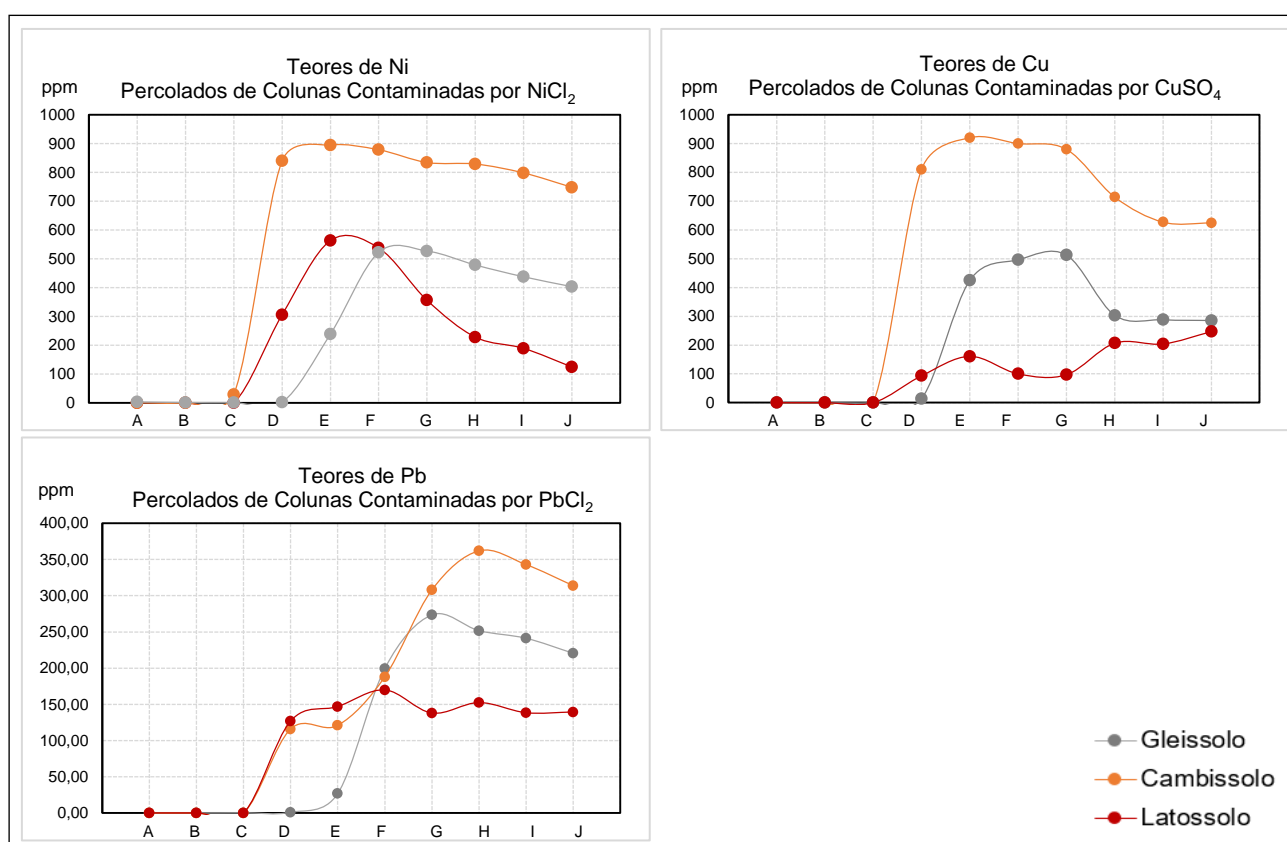 Teores de Ni
ppm
Percolados de Colunas Contaminadas por NiCl₂
1000
900
800
700
600
500
400
300
200
100
0
A B C D E F G H I J
Teores de Cu
ppm
Percolados de Colunas Contaminadas por CuSO₄
1000
900
800
700
600
500
400
300
200
100
0
A B C D E F G H I J
Teores de Pb
ppm
Percolados de Colunas Contaminadas por PbCl₂
400,00
350,00
300,00
250,00
200,00
150,00
100,00
50,00
0,00
A B C D E F G H I J
Gleissolo
Cambissolo
Latossolo